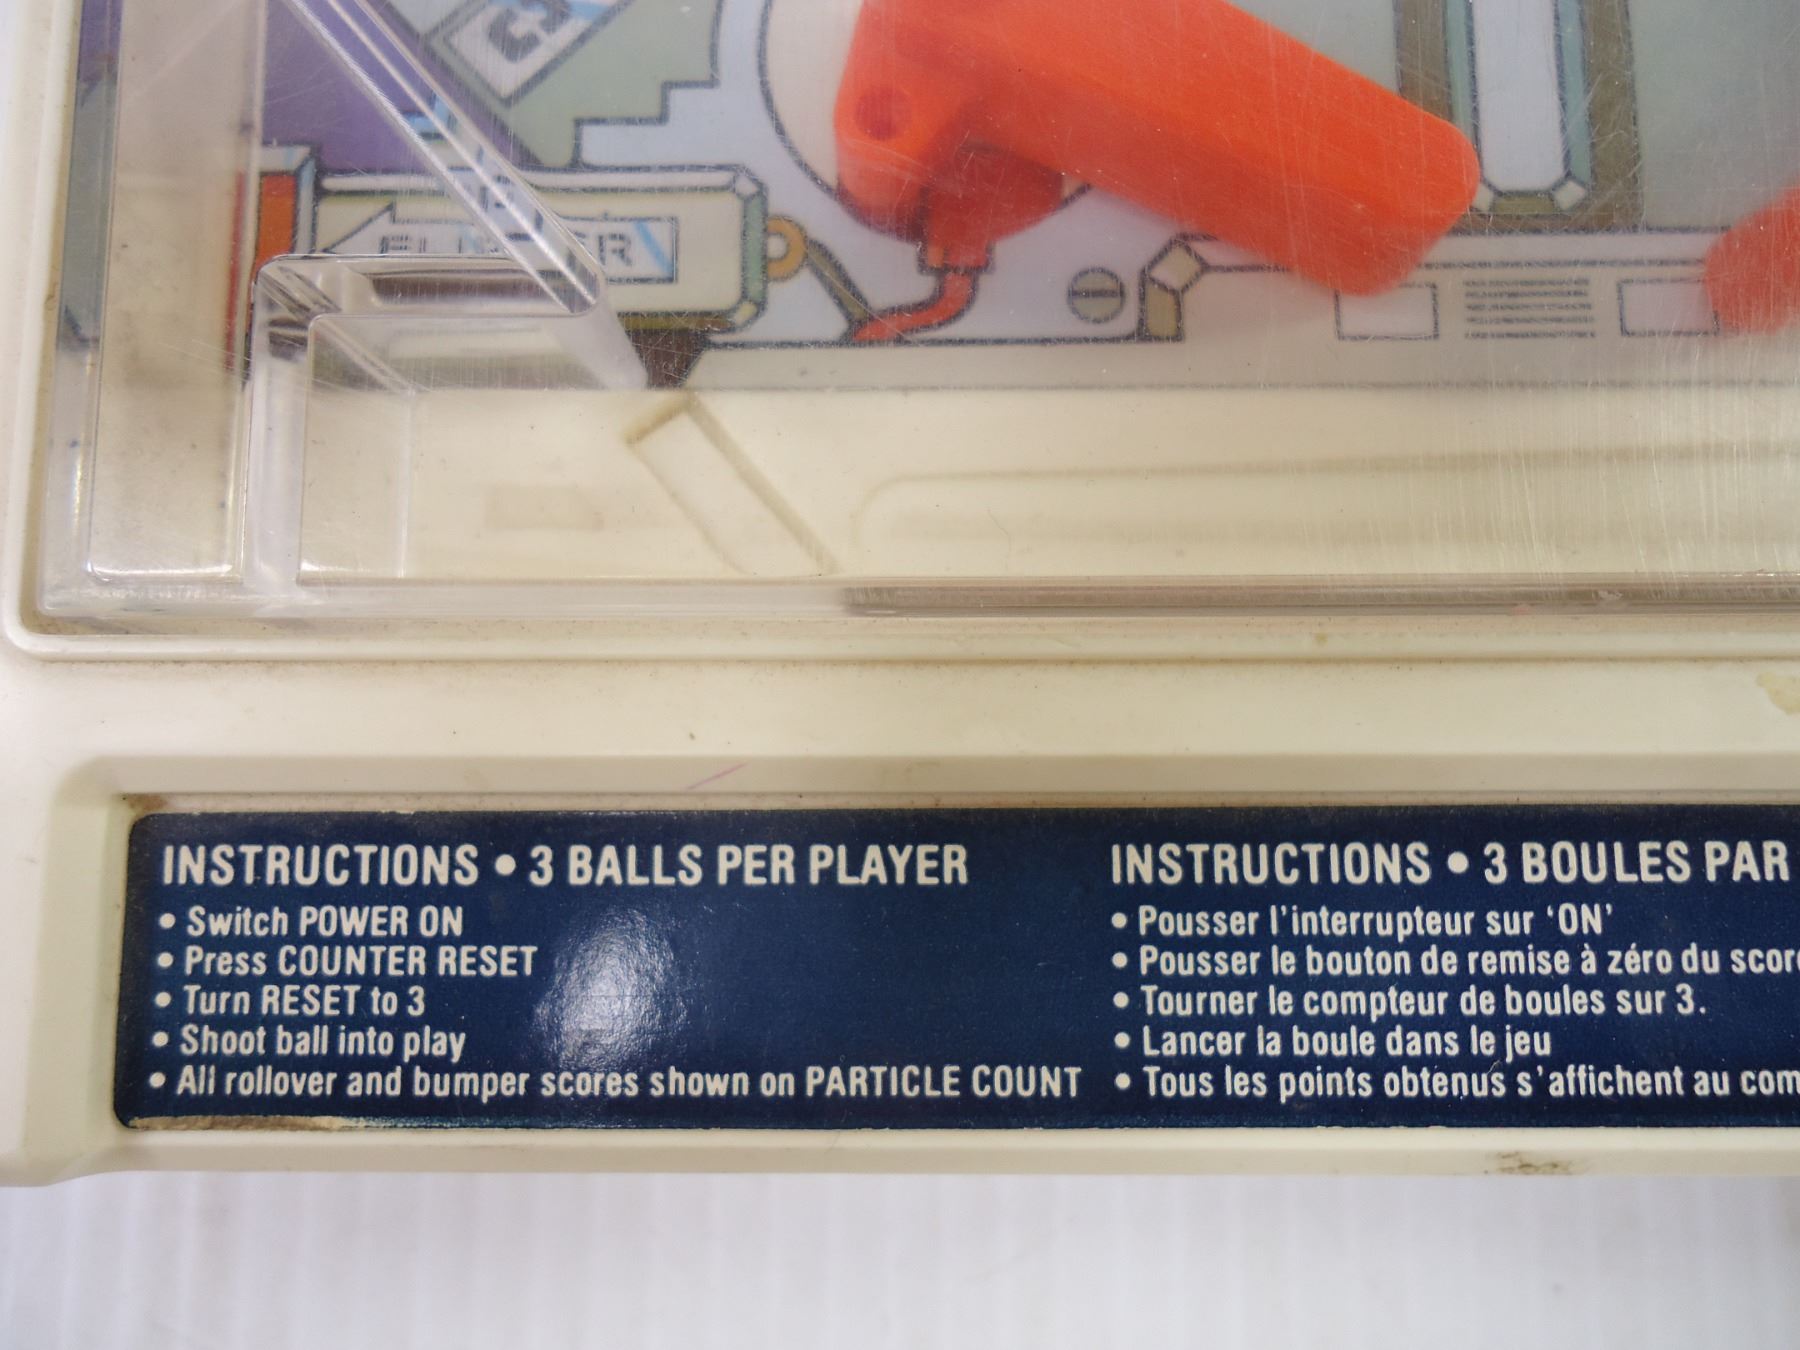 INSTRUCTIONS • 3 BALLS PER PLAYER
• Switch POWER ON
• Press COUNTER RESET
• Turn RESET to 3
• Shoot ball into play
• All rollover and bumper scores shown on PARTICLE COUNT
INSTRUCTIONS • 3 BOULES PAR
• Pousser l'interrupteur sur 'ON'
• Pousser le bouton de remise à zéro du score
• Tourner le compteur de boules sur 3.
• Lancer la boule dans le jeu
• Tous les points obtenus s'affichent au com